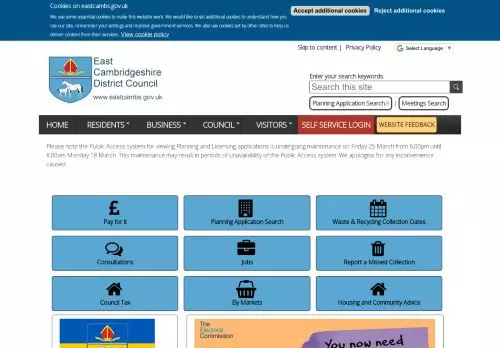 Cookies on eastcambs.gov.uk
We use some essential cookies to make this website work. We would like to set additional cookies to understand how you
use our site, remember your settings and improve government services. We also use cookies set by other sites to help us
deliver content from their services. View cookie policy
Accept additional cookies
Reject additional cookies
Skip to content | Privacy Policy
G Select Language ▼
East
Cambridgeshire
District Council
www.eastcambs.gov.uk
Enter your search keywords.
Search this site
Planning Application Search
Meetings Search
HOME
RESIDENTS
BUSINESS
COUNCIL
VISITORS
SELF SERVICE LOGIN
WEBSITE FEEDBACK
Please note the Public Access system for viewing Planning and Licensing applications is undergoing maintenance on Friday 25 March from 6:00pm until
8:00am Monday 18 March. This maintenance may result in periods of unavailability of the Public Access system. We apologise for any inconvenience
caused.
Pay for it
Planning Application Search
Waste & Recycling Collection Dates
Consultations
Jobs
Report a Missed Collection
Council Tax
Ely Markets
Housing and Community Advice
The
Electoral
Commission
You now need